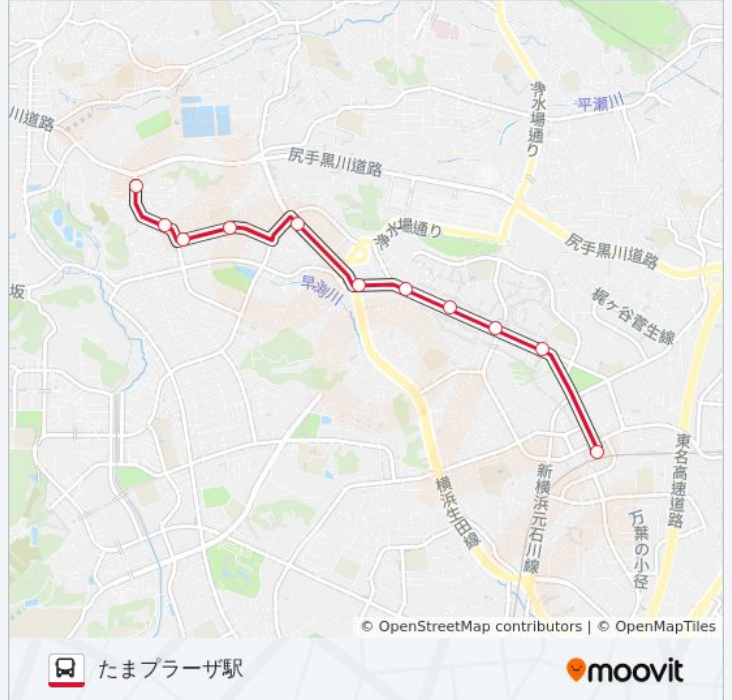 浄水場通り
平瀬川
川道路
尻手黒川道路
浄水場通り
尻手黒川道路
早渕川
坂
梶ヶ谷菅生線
東名高速道路
新横浜元石川線
横浜生田線
万葉の小径
© OpenStreetMap contributors | © OpenMapTiles
たまプラーザ駅
moovit